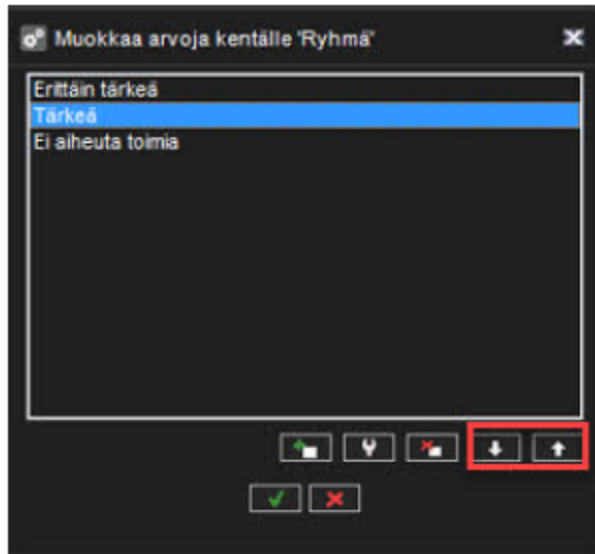 Muokkaa arvoja kentälle 'Ryhmä'
Erittäin tärkeä
Tärkeä
Ei aiheuta toimia